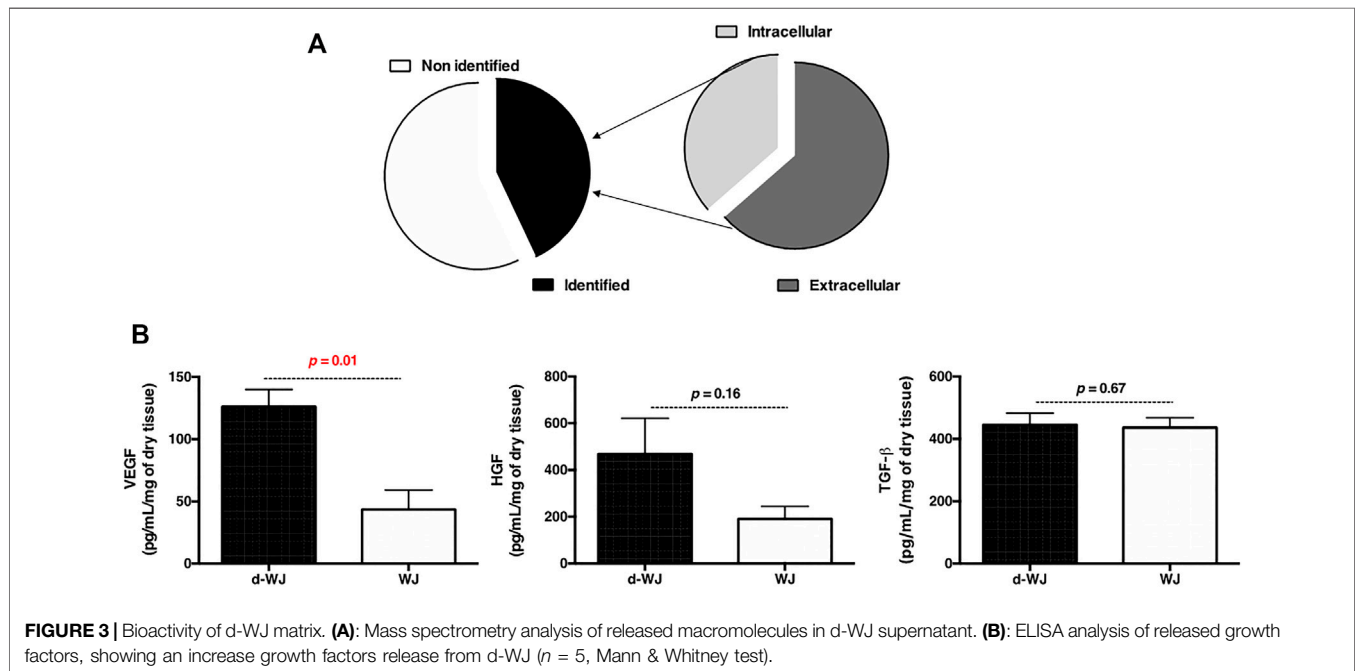 A
Non identified
Intracellular
Identified
Extracellular
B
p = 0.01
150
100
50
0
VEGF
(pg/mL/mg of dry tissue)
d-WJ
WJ
p = 0.16
800
600
400
200
0
HGF
(pg/mL/mg of dry tissue)
d-WJ
WJ
p = 0.67
600
400
200
0
TGF-β
(pg/mL/mg of dry tissue)
d-WJ
WJ
FIGURE 3 | Bioactivity of d-WJ matrix. (A): Mass spectrometry analysis of released macromolecules in d-WJ supernatant. (B): ELISA analysis of released growth
factors, showing an increase growth factors release from d-WJ (n = 5, Mann & Whitney test).